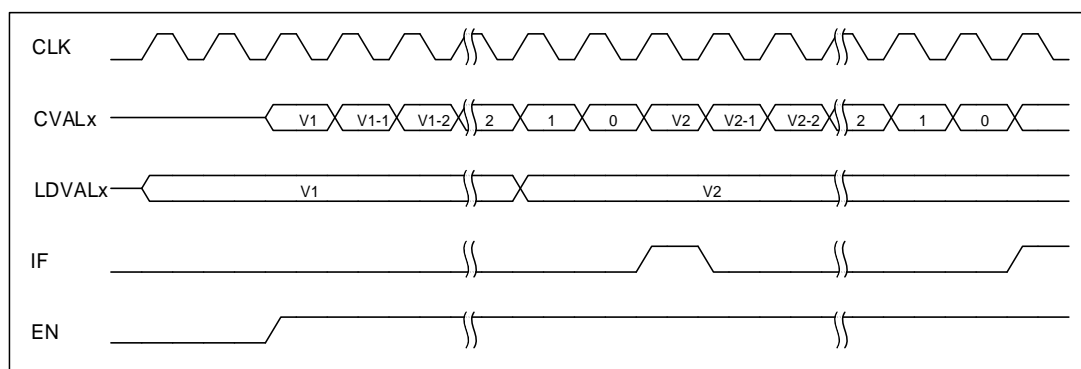 CLK
CVALx V1 V1-1 V1-2 2 1 0 V2 V2-1 V2-2 2 1 0
LDVALx V1 V2
IF
EN